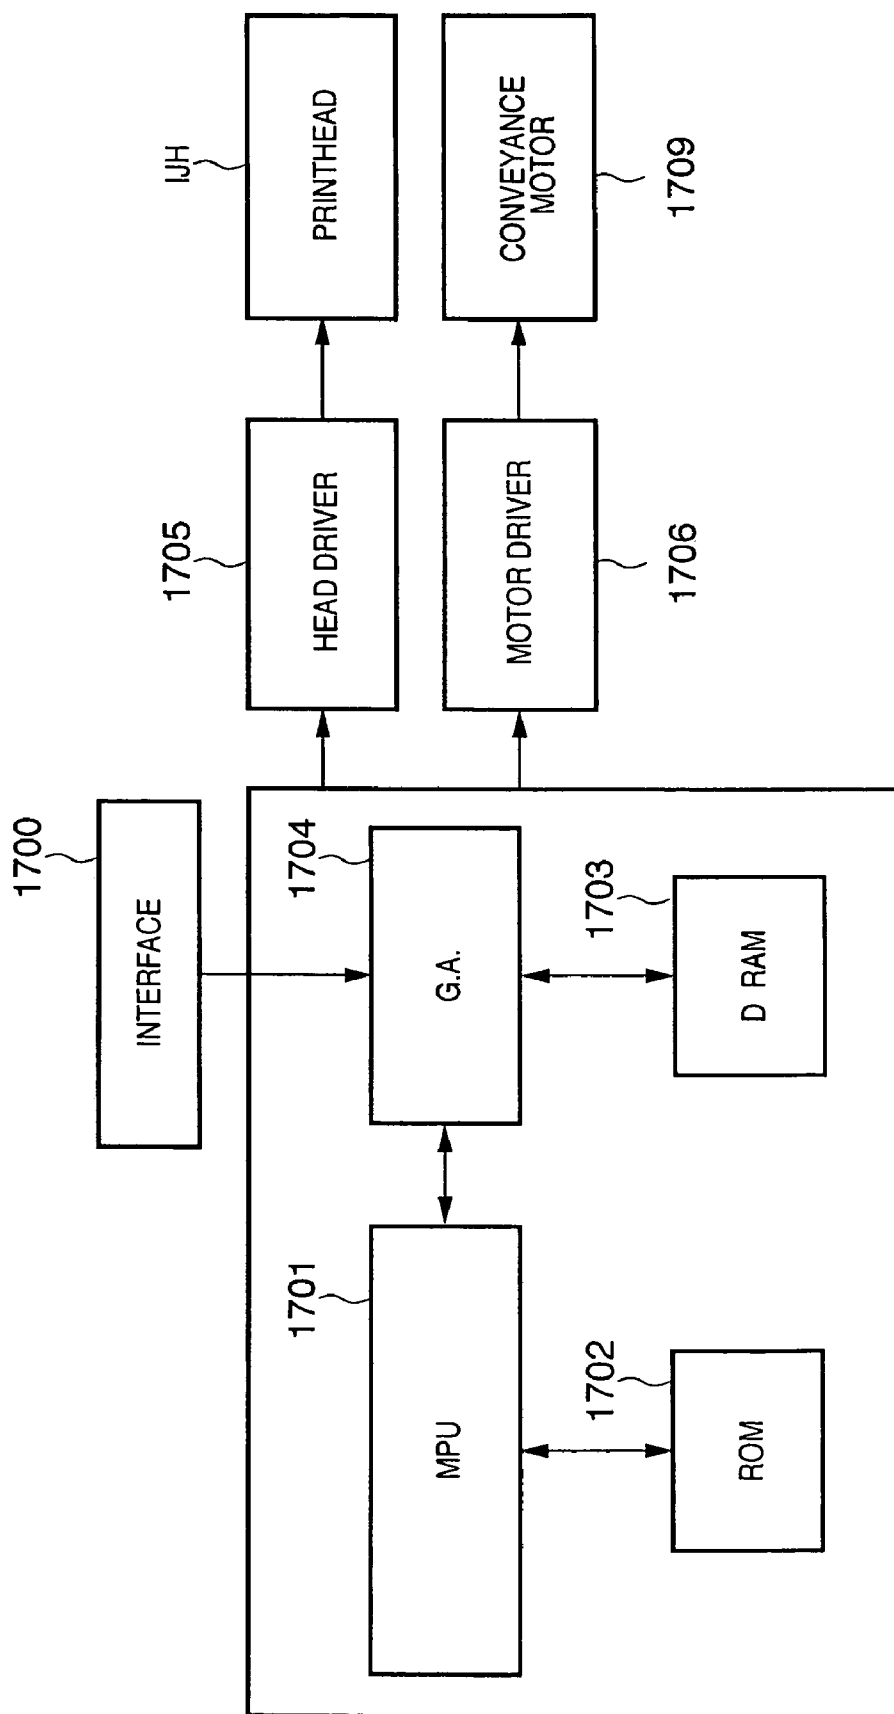 1700
INTERFACE
1701
MPU
1704
G.A.
1702
ROM
1703
D RAM
1705
HEAD DRIVER
IJH
PRINTHEAD
MOTOR DRIVER
1706
CONVEYANCE
MOTOR
1709